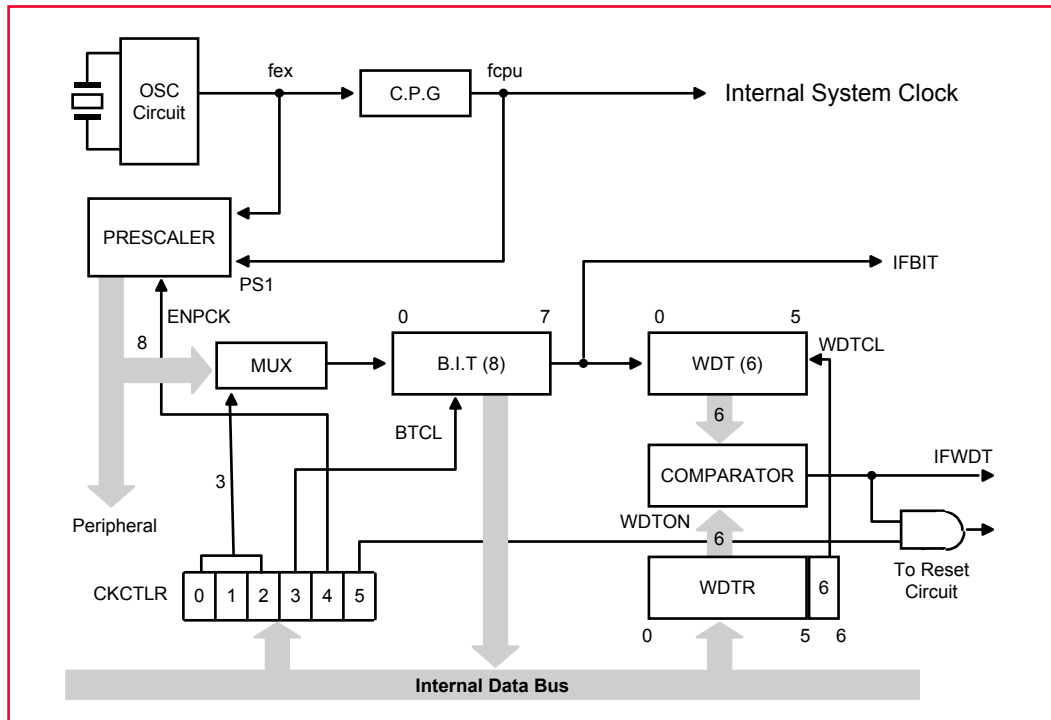 OSC
Circuit
fex
C.P.G
fcpu
Internal System Clock
PRESCALER
PS1
IFBIT
ENPCK
8
MUX
0 7
B.I.T (8)
0 5
WDT (6)
WDTCL
BTCL
6
3
COMPARATOR
IFWDT
Peripheral
WDTON
6
To Reset
Circuit
CKCTLR
0 1 2 3 4 5
WDTR
6
0 5 6
Internal Data Bus